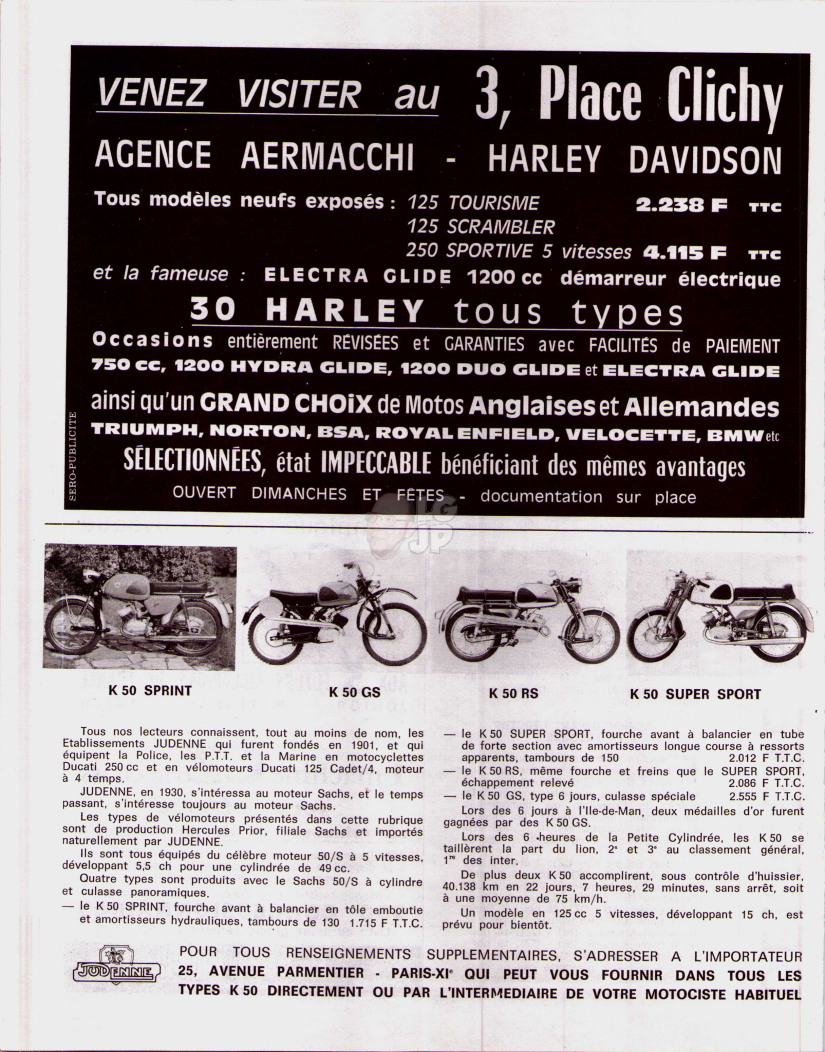 VENEZ VISITER au 3, Place Clichy
AGENCE AERMACCHI - HARLEY DAVIDSON
Tous modèles neufs exposés : 125 TOURISME 2.238 F TTC
125 SCRAMBLER
250 SPORTIVE 5 vitesses 4.115 F TTC
et la fameuse : ELECTRA GLIDE 1200 cc démarreur électrique
30 HARLEY tous types
Occasions entièrement RÉVISÉES et GARANTIES avec FACILITÉS de PAIEMENT
750 CC, 1200 HYDRA GLIDE, 1200 DUO GLIDE et ELECTRA GLIDE
ainsi qu'un GRAND CHOiX de Motos Anglaises et Allemandes
TRIUMPH, NORTON, BSA, ROYAL ENFIELD, VELOCETTE, BMW etc
SÉLECTIONNÉES, état IMPECCABLE bénéficiant des mêmes avantages
OUVERT DIMANCHES ET FÊTES - documentation sur place
SERO-PUBLICITE
LG
JP
K 50 SPRINT
K 50 GS
K 50 RS
K 50 SUPER SPORT
Tous nos lecteurs connaissent, tout au moins de nom, les
Etablissements JUDENNE qui furent fondés en 1901, et qui
équipent la Police, les P.T.T. et la Marine en motocyclettes
Ducati 250 cc et en vélomoteurs Ducati 125 Cadet/4, moteur
à 4 temps.
JUDENNE, en 1930, s'intéressa au moteur Sachs, et le temps
passant, s'intéresse toujours au moteur Sachs.
Les types de vélomoteurs présentés dans cette rubrique
sont de production Hercules Prior, filiale Sachs et importés
naturellement par JUDENNE.
Ils sont tous équipés du célèbre moteur 50/S à 5 vitesses,
développant 5,5 ch pour une cylindrée de 49 cc.
Quatre types sont produits avec le Sachs 50/S à cylindre
et culasse panoramiques.
— le K 50 SPRINT, fourche avant à balancier en tôle emboutie
et amortisseurs hydrauliques, tambours de 130 1.715 F T.T.C.
— le K 50 SUPER SPORT, fourche avant à balancier en tube
de forte section avec amortisseurs longue course à ressorts
apparents, tambours de 150 2.012 F T.T.C.
— le K 50 RS, même fourche et freins que le SUPER SPORT,
échappement relevé 2.086 F T.T.C.
— le K 50 GS, type 6 jours, culasse spéciale 2.555 F T.T.C.
Lors des 6 jours à l'Ile-de-Man, deux médailles d'or furent
gagnées par des K 50 GS.
Lors des 6 heures de la Petite Cylindrée, les K 50 se
taillèrent la part du lion, 2e et 3e au classement général,
1re des inter.
De plus deux K 50 accomplirent, sous contrôle d'huissier,
40.138 km en 22 jours, 7 heures, 29 minutes, sans arrêt, soit
à une moyenne de 75 km/h.
Un modèle en 125 cc 5 vitesses, développant 15 ch, est
prévu pour bientôt.
JUDENNE
POUR TOUS RENSEIGNEMENTS SUPPLEMENTAIRES, S'ADRESSER A L'IMPORTATEUR
25, AVENUE PARMENTIER - PARIS-XIe QUI PEUT VOUS FOURNIR DANS TOUS LES
TYPES K 50 DIRECTEMENT OU PAR L'INTERMEDIAIRE DE VOTRE MOTOCISTE HABITUEL